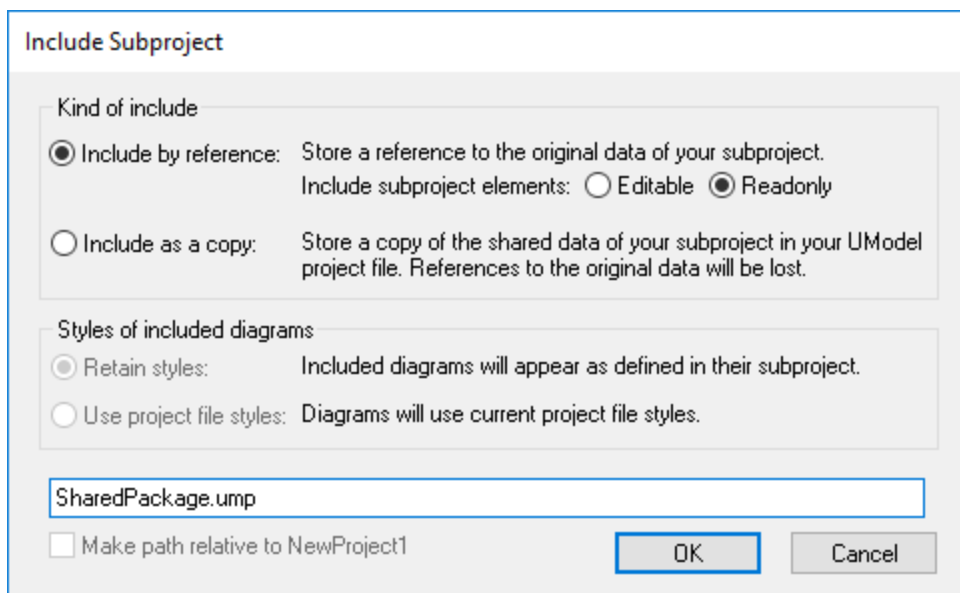 Include Subproject
Kind of include
Include by reference: Store a reference to the original data of your subproject.
Include subproject elements: Editable Readonly
Include as a copy: Store a copy of the shared data of your subproject in your UModel
project file. References to the original data will be lost.
Styles of included diagrams
Retain styles: Included diagrams will appear as defined in their subproject.
Use project file styles: Diagrams will use current project file styles.
SharedPackage.ump
Make path relative to NewProject1
OK Cancel